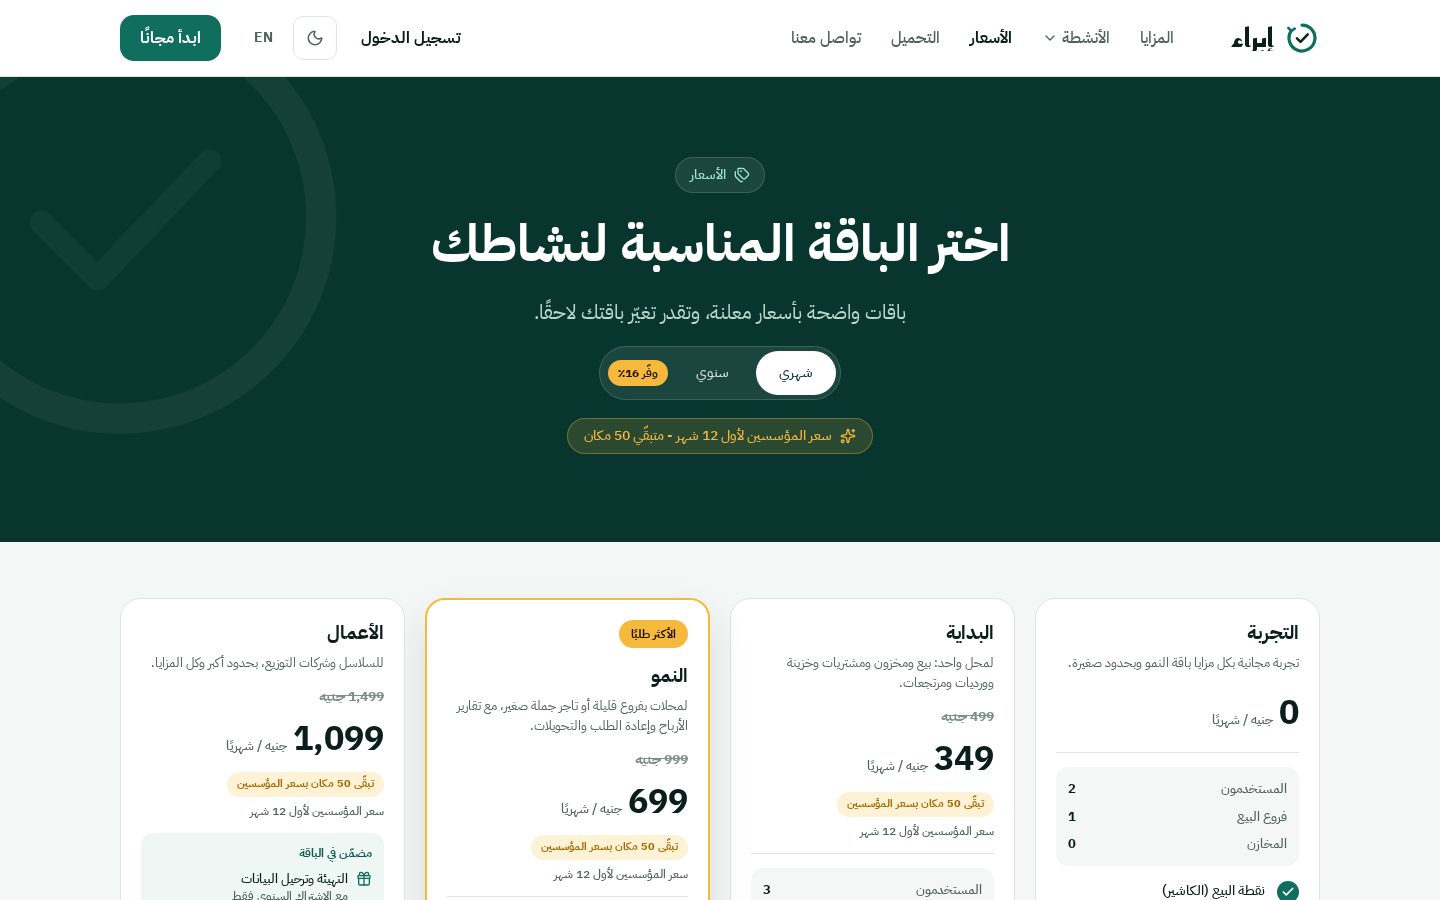 إبراء
المزايا
الأنشطة
الأسعار
التحميل
تواصل معنا
تسجيل الدخول
EN
ابدأ مجانًا
الأسعار
اختر الباقة المناسبة لنشاطك
باقات واضحة بأسعار معلنة، وتقدر تغيّر باقتك لاحقًا.
شهري
سنوي
وفّر 16٪
سعر المؤسسين لأول 12 شهر - متبقّي 50 مكان
التجربة
تجربة مجانية بكل مزايا باقة النمو وبحدود صغيرة.
0 جنيه / شهريًا
المستخدمون 2
فروع البيع 1
المخازن 0
نقطة البيع (الكاشير)
البداية
لمحل واحد: بيع ومخزون ومشتريات وخزينة
وورديات ومرتجعات.
499 جنيه
349 جنيه / شهريًا
تبقّى 50 مكان بسعر المؤسسين
سعر المؤسسين لأول 12 شهر
المستخدمون 3
الأكثر طلبًا
النمو
لمحلات بفروع قليلة أو تاجر جملة صغير، مع تقارير
الأرباح وإعادة الطلب والتحويلات.
999 جنيه
699 جنيه / شهريًا
تبقّى 50 مكان بسعر المؤسسين
سعر المؤسسين لأول 12 شهر
الأعمال
للسلاسل وشركات التوزيع، بحدود أكبر وكل المزايا.
1,499 جنيه
1,099 جنيه / شهريًا
تبقّى 50 مكان بسعر المؤسسين
سعر المؤسسين لأول 12 شهر
مضمّن في الباقة
التهيئة وترحيل البيانات
مع الاشتراك السنوي فقط